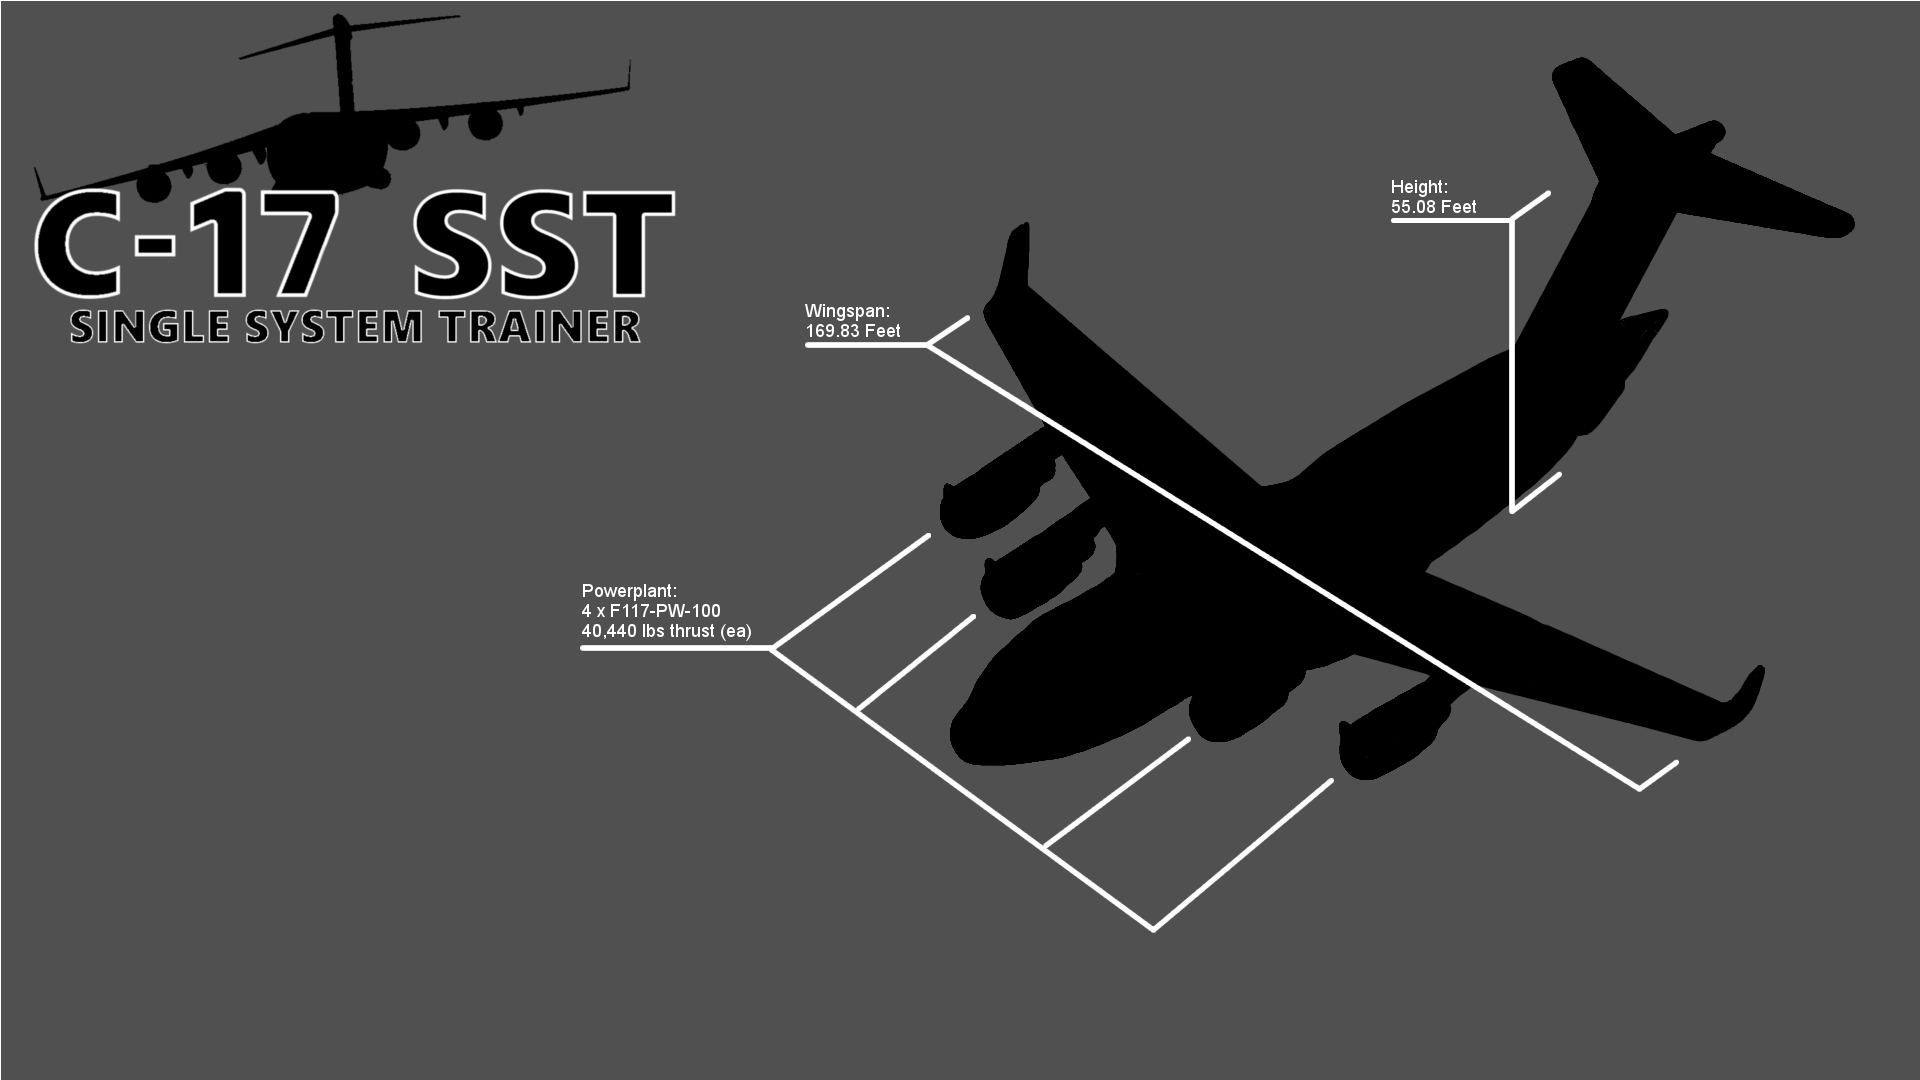 C-17 SST
SINGLE SYSTEM TRAINER
Height:
55.08 Feet
Wingspan:
169.83 Feet
Powerplant:
4 x F117-PW-100
40,440 lbs thrust (ea)